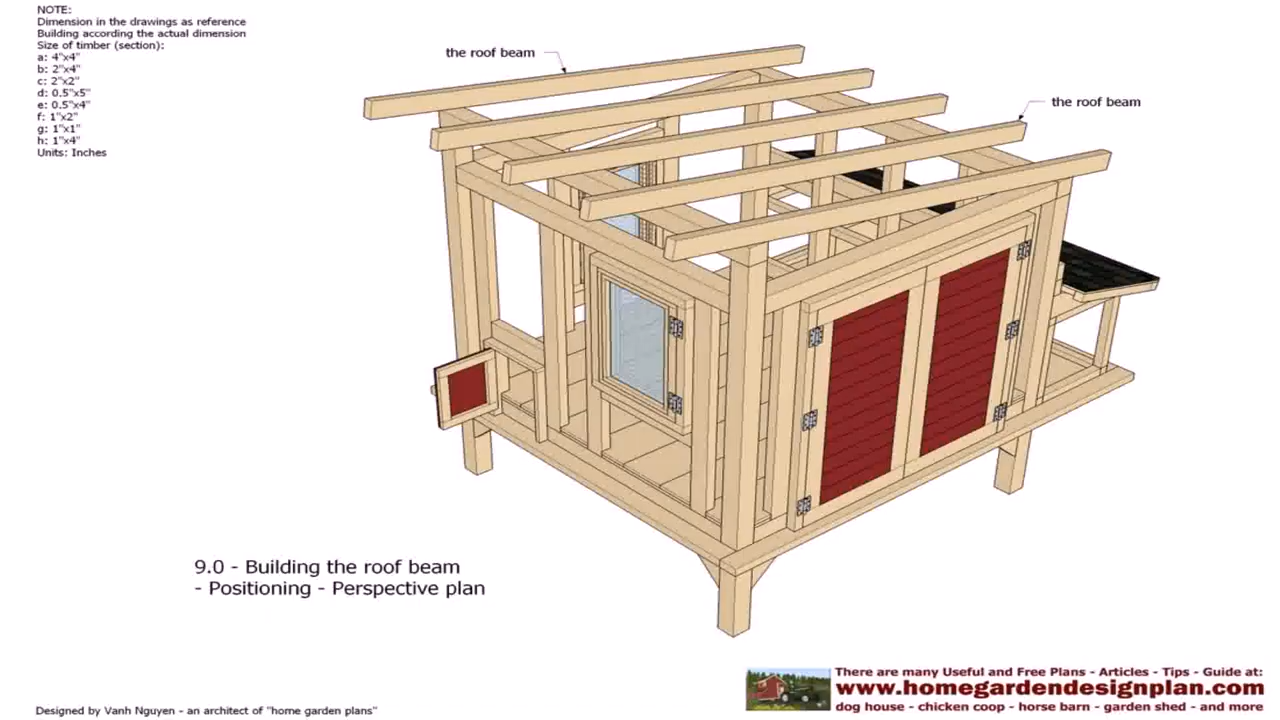 NOTE:
Dimension in the drawings as reference
Building according the actual dimension
Size of timber (section):
a: 4"x4"
b: 2"x4"
c: 2"x2"
d: 0.5"x5"
e: 0.5"x4"
f: 1"x2"
g: 1"x1"
h: 1"x4"
Units: Inches
the roof beam
the roof beam
9.0 - Building the roof beam
- Positioning - Perspective plan
There are many Useful and Free Plans - Articles - Tips - Guide at:
www.homegardendesignplan.com
dog house - chicken coop - horse barn - garden shed - and more
Designed by Vanh Nguyen - an architect of "home garden plans"